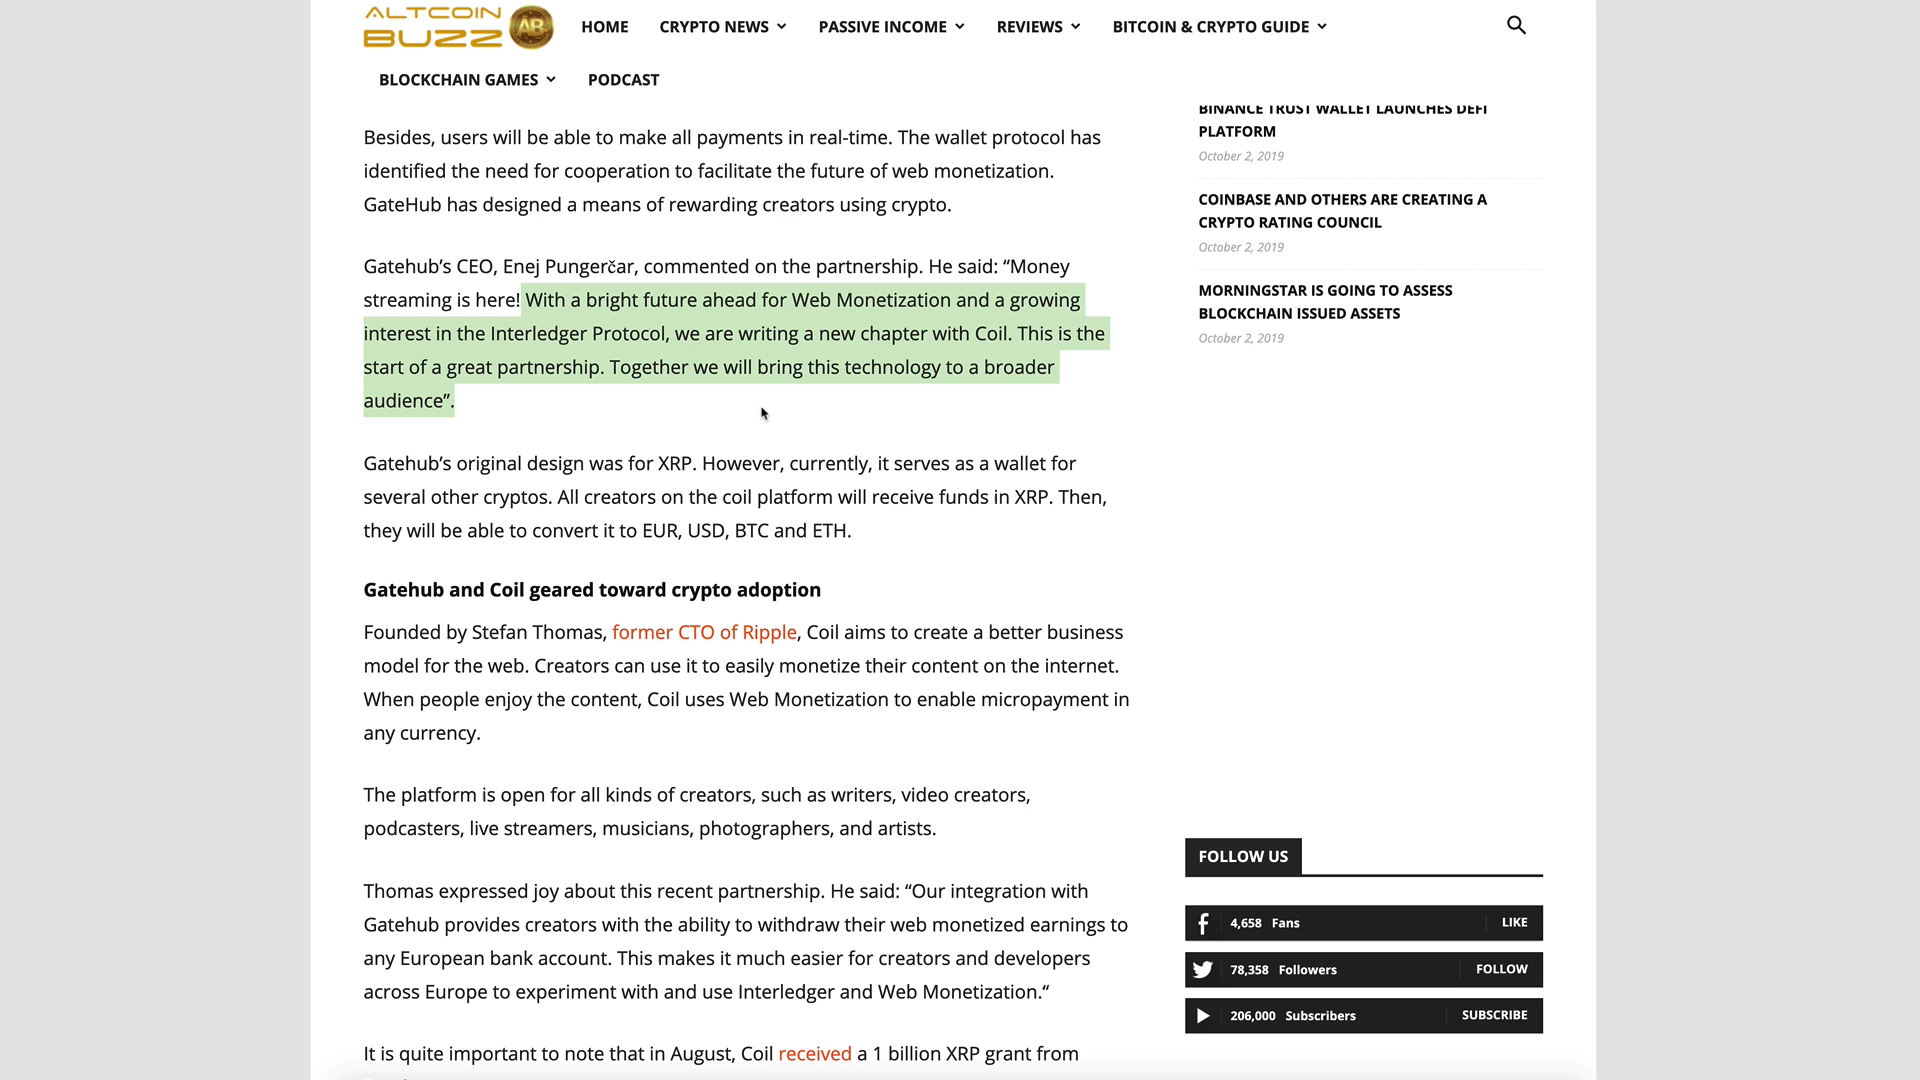 ALTCOIN
BUZZ AB
HOME CRYPTO NEWS PASSIVE INCOME REVIEWS BITCOIN & CRYPTO GUIDE
BLOCKCHAIN GAMES PODCAST
Besides, users will be able to make all payments in real-time. The wallet protocol has
identified the need for cooperation to facilitate the future of web monetization.
GateHub has designed a means of rewarding creators using crypto.
Gatehub’s CEO, Enej Pungerčar, commented on the partnership. He said: “Money
streaming is here! With a bright future ahead for Web Monetization and a growing
interest in the Interledger Protocol, we are writing a new chapter with Coil. This is the
start of a great partnership. Together we will bring this technology to a broader
audience”.
Gatehub’s original design was for XRP. However, currently, it serves as a wallet for
several other cryptos. All creators on the coil platform will receive funds in XRP. Then,
they will be able to convert it to EUR, USD, BTC and ETH.
Gatehub and Coil geared toward crypto adoption
Founded by Stefan Thomas, former CTO of Ripple, Coil aims to create a better business
model for the web. Creators can use it to easily monetize their content on the internet.
When people enjoy the content, Coil uses Web Monetization to enable micropayment in
any currency.
The platform is open for all kinds of creators, such as writers, video creators,
podcasters, live streamers, musicians, photographers, and artists.
Thomas expressed joy about this recent partnership. He said: “Our integration with
Gatehub provides creators with the ability to withdraw their web monetized earnings to
any European bank account. This makes it much easier for creators and developers
across Europe to experiment with and use Interledger and Web Monetization.“
It is quite important to note that in August, Coil received a 1 billion XRP grant from
BINANCE TRUST WALLET LAUNCHES DEFI
PLATFORM
October 2, 2019
COINBASE AND OTHERS ARE CREATING A
CRYPTO RATING COUNCIL
October 2, 2019
MORNINGSTAR IS GOING TO ASSESS
BLOCKCHAIN ISSUED ASSETS
October 2, 2019
FOLLOW US
4,658 Fans LIKE
78,358 Followers FOLLOW
206,000 Subscribers SUBSCRIBE